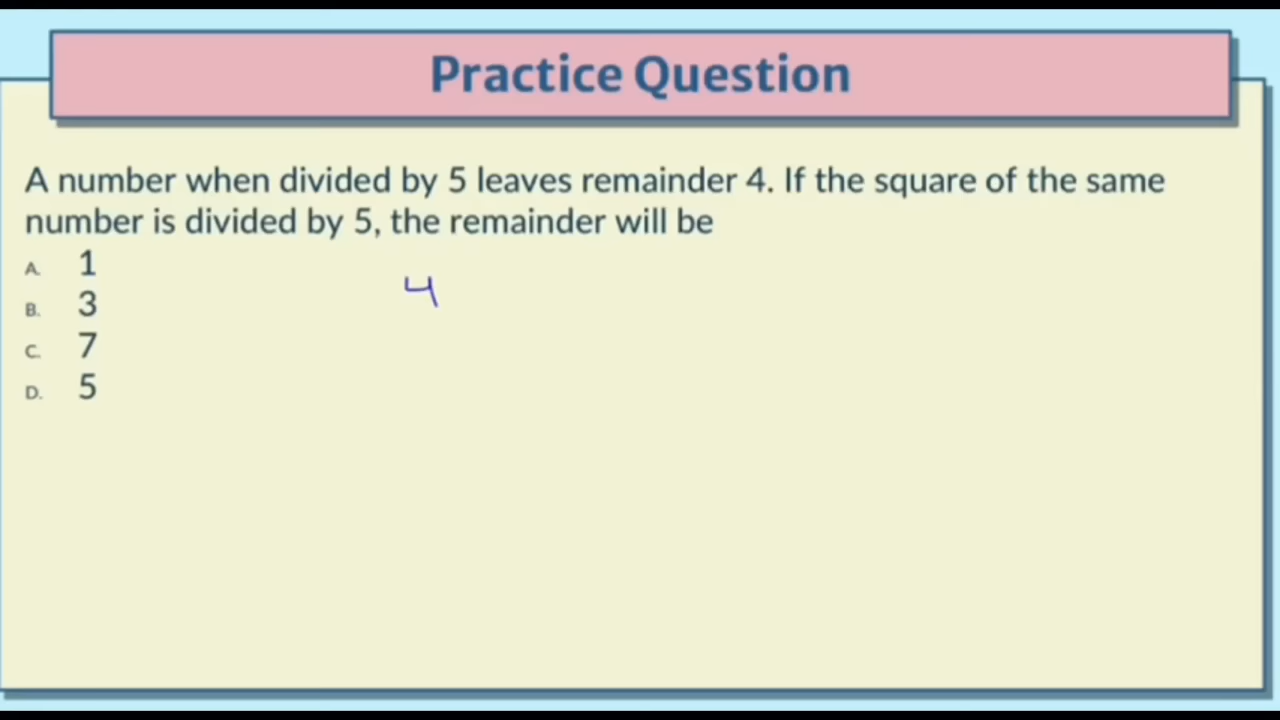 Practice Question
A number when divided by 5 leaves remainder 4. If the square of the same
number is divided by 5, the remainder will be
A. 1
4
B. 3
C. 7
D. 5